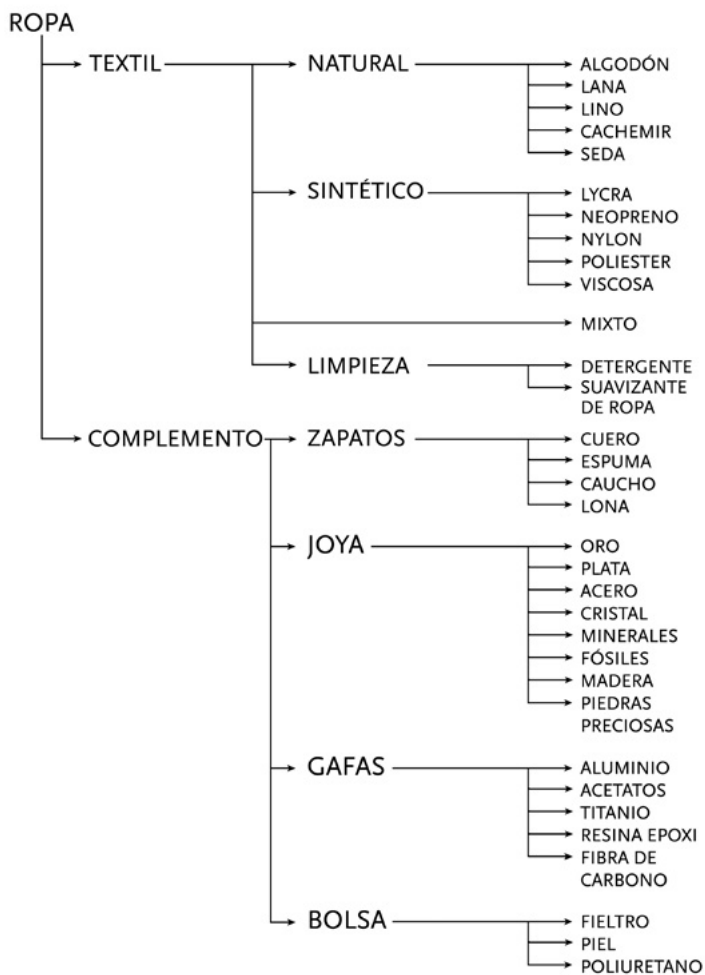 ROPA
TEXTIL
NATURAL
ALGODÓN
LANA
LINO
CACHEMIR
SEDA
SINTÉTICO
LYCRA
NEOPRENO
NYLON
POLIESTER
VISCOSA
MIXTO
LIMPIEZA
DETERGENTE
SUAVIZANTE
DE ROPA
COMPLEMENTO
ZAPATOS
CUERO
ESPUMA
CAUCHO
LONA
JOYA
ORO
PLATA
ACERO
CRISTAL
MINERALES
FÓSILES
MADERA
PIEDRAS
PRECIOSAS
GAFAS
ALUMINIO
ACETATOS
TITANIO
RESINA EPOXI
FIBRA DE
CARBONO
BOLSA
FIELTRO
PIEL
POLIURETANO